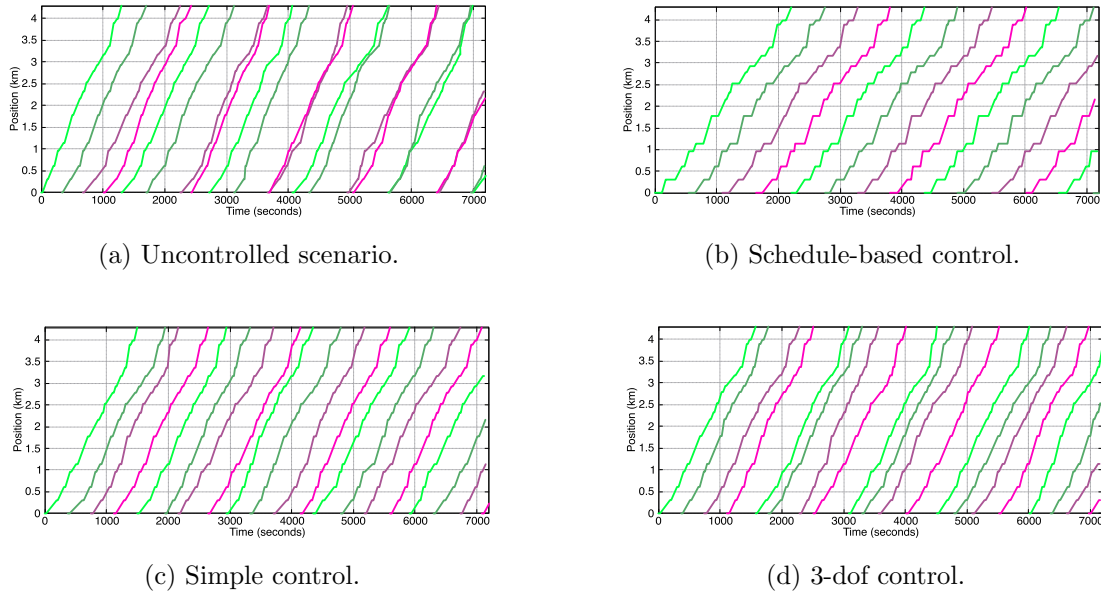 4
3.5
3
2.5
2
1.5
1
0.5
0
Position (km)
0 1000 2000 3000 4000 5000 6000 7000
Time (seconds)
(a) Uncontrolled scenario.
4
3.5
3
2.5
2
1.5
1
0.5
0
Position (km)
0 1000 2000 3000 4000 5000 6000 7000
Time (seconds)
(b) Schedule-based control.
4
3.5
3
2.5
2
1.5
1
0.5
0
Position (km)
0 1000 2000 3000 4000 5000 6000 7000
Time (seconds)
(c) Simple control.
4
3.5
3
2.5
2
1.5
1
0.5
0
Position (km)
0 1000 2000 3000 4000 5000 6000 7000
Time (seconds)
(d) 3-dof control.